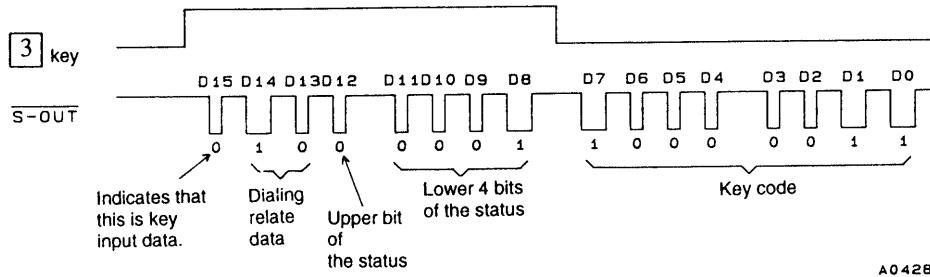 3 key
D15 D14 D13 D12 D11 D10 D9 D8 D7 D6 D5 D4 D3 D2 D1 D0
S-OUT
0 1 0 0 0 0 0 1 1 0 0 0 0 0 1 1
Indicates that
this is key
input data.
Dialing
relate
data
Upper bit
of
the status
Lower 4 bits
of the status
Key code
A0428